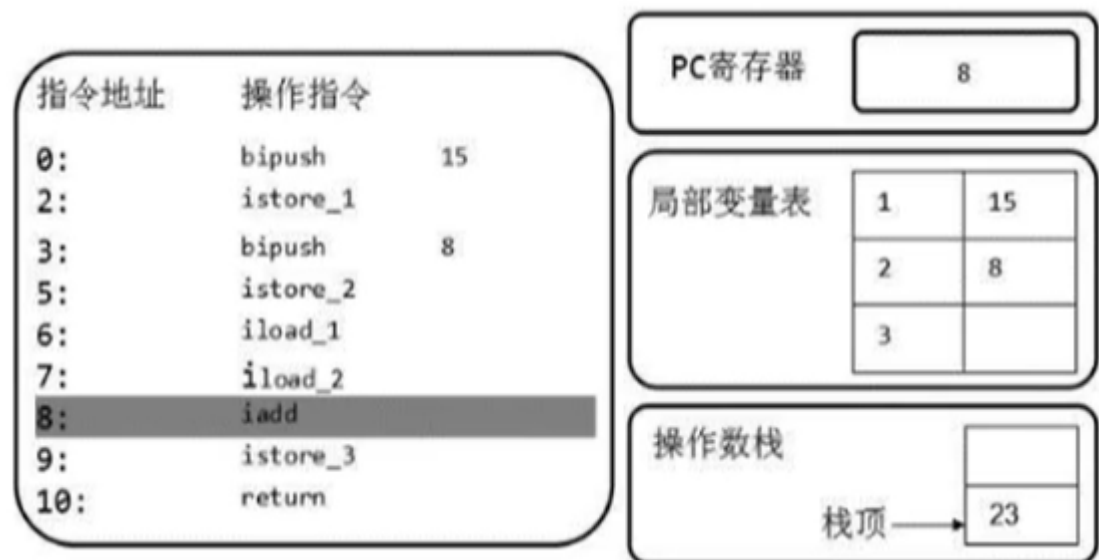 指令地址 操作指令
0: bipush 15
2: istore_1
3: bipush 8
5: istore_2
6: iload_1
7: iload_2
8: iadd
9: istore_3
10: return
PC寄存器 8
局部变量表 1 15
2 8
3
操作数栈
栈顶 23